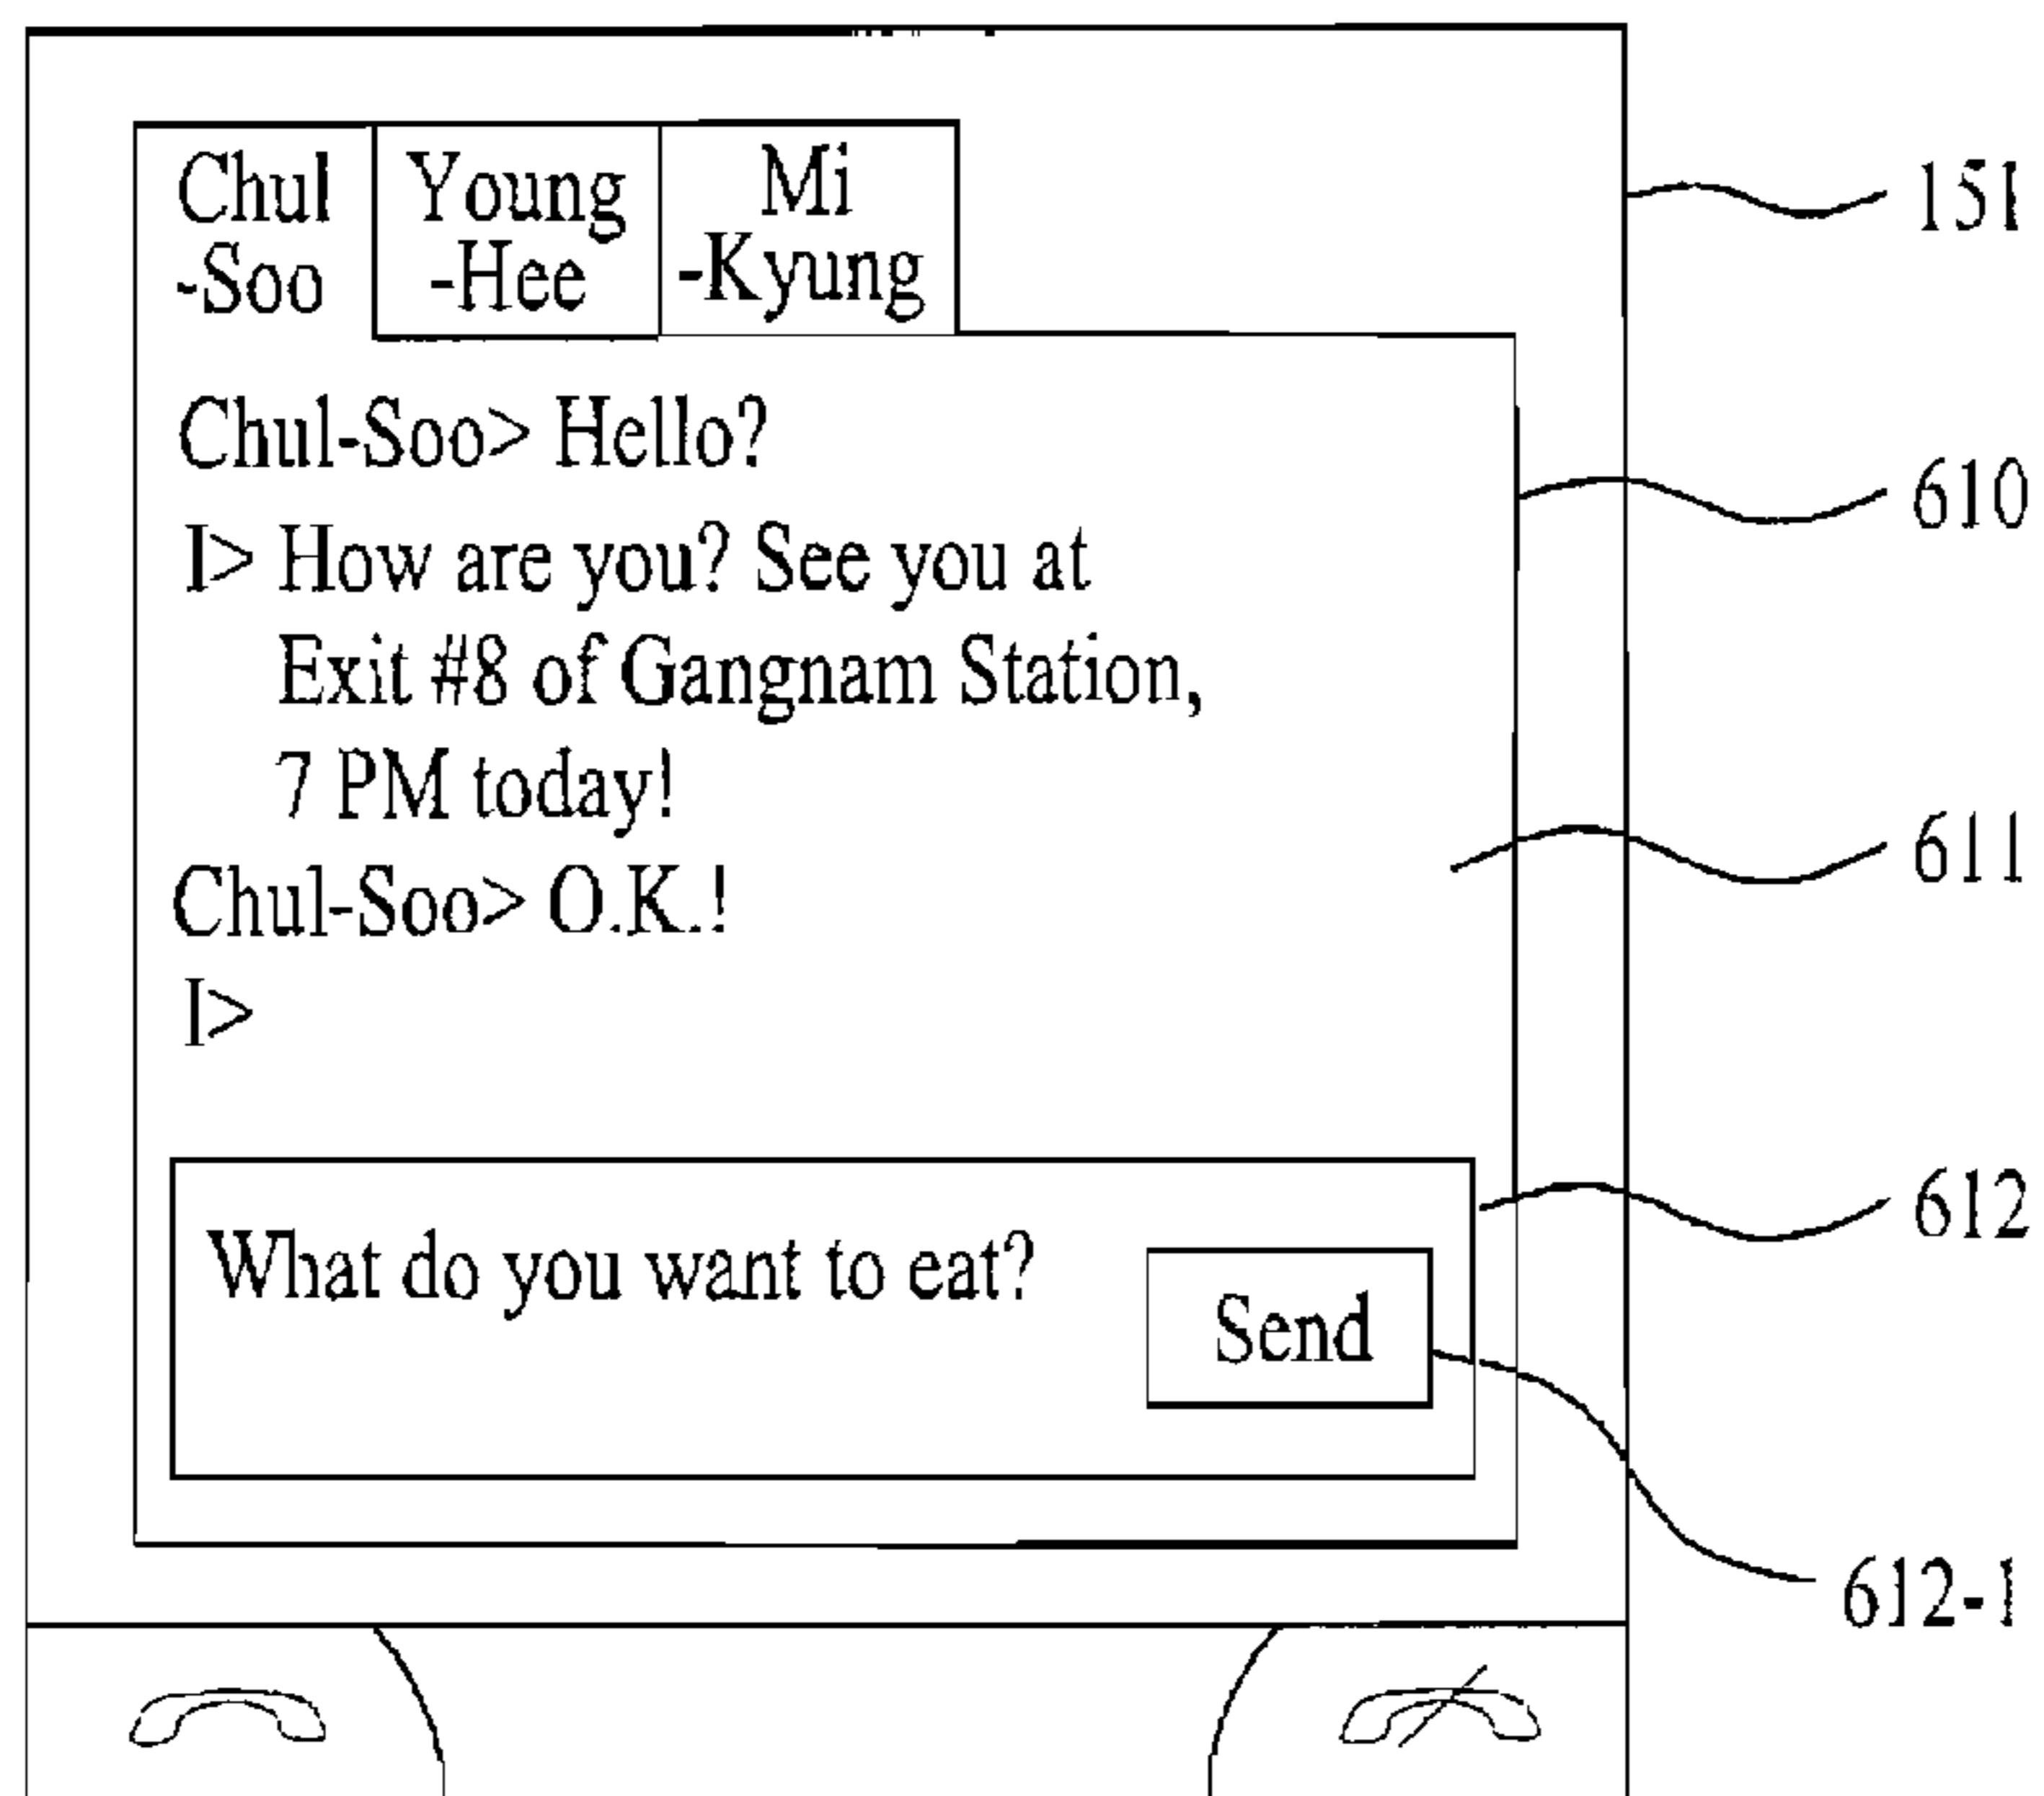 Chul
-Soo
Young
-Hee
Mi
-Kyung
151
Chul-Soo> Hello?
610
I> How are you? See you at
Exit #8 of Gangnam Station,
7 PM today!
611
Chul-Soo> O.K.!
I>
612
What do you want to eat?
Send
612-1